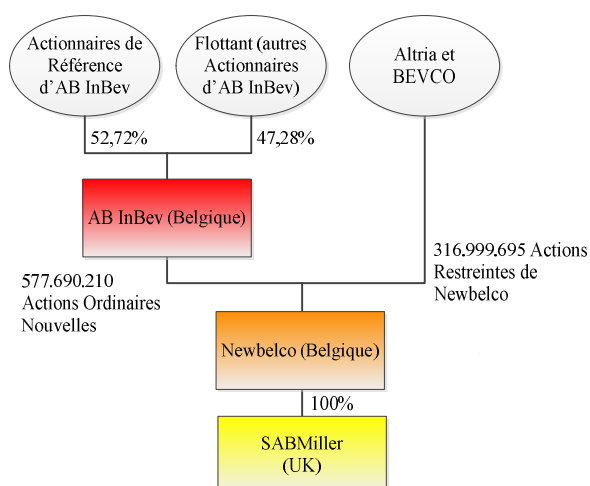 Actionnaires de
Référence
d'AB InBev
Flottant (autres
Actionnaires
d'AB InBev)
Altria et
BEVCO
52,72%
47,28%
AB InBev (Belgique)
577.690.210
Actions Ordinaires
Nouvelles
316.999.695 Actions
Restreintes de
Newbelco
Newbelco (Belgique)
100%
SABMiller
(UK)